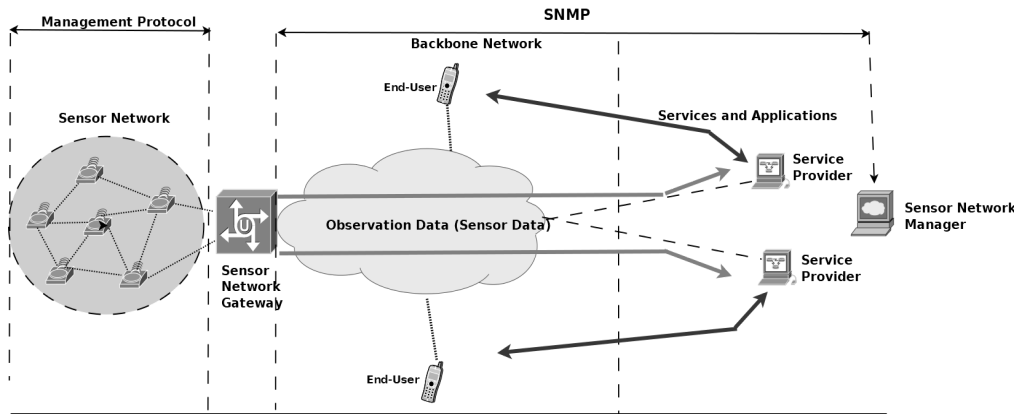 SNMP
Management Protocol
Backbone Network
End-User
Sensor Network
Services and Applications
Service
Provider
U
Observation Data (Sensor Data)
Sensor Network
Manager
Sensor
Network
Gateway
Service
Provider
End-User